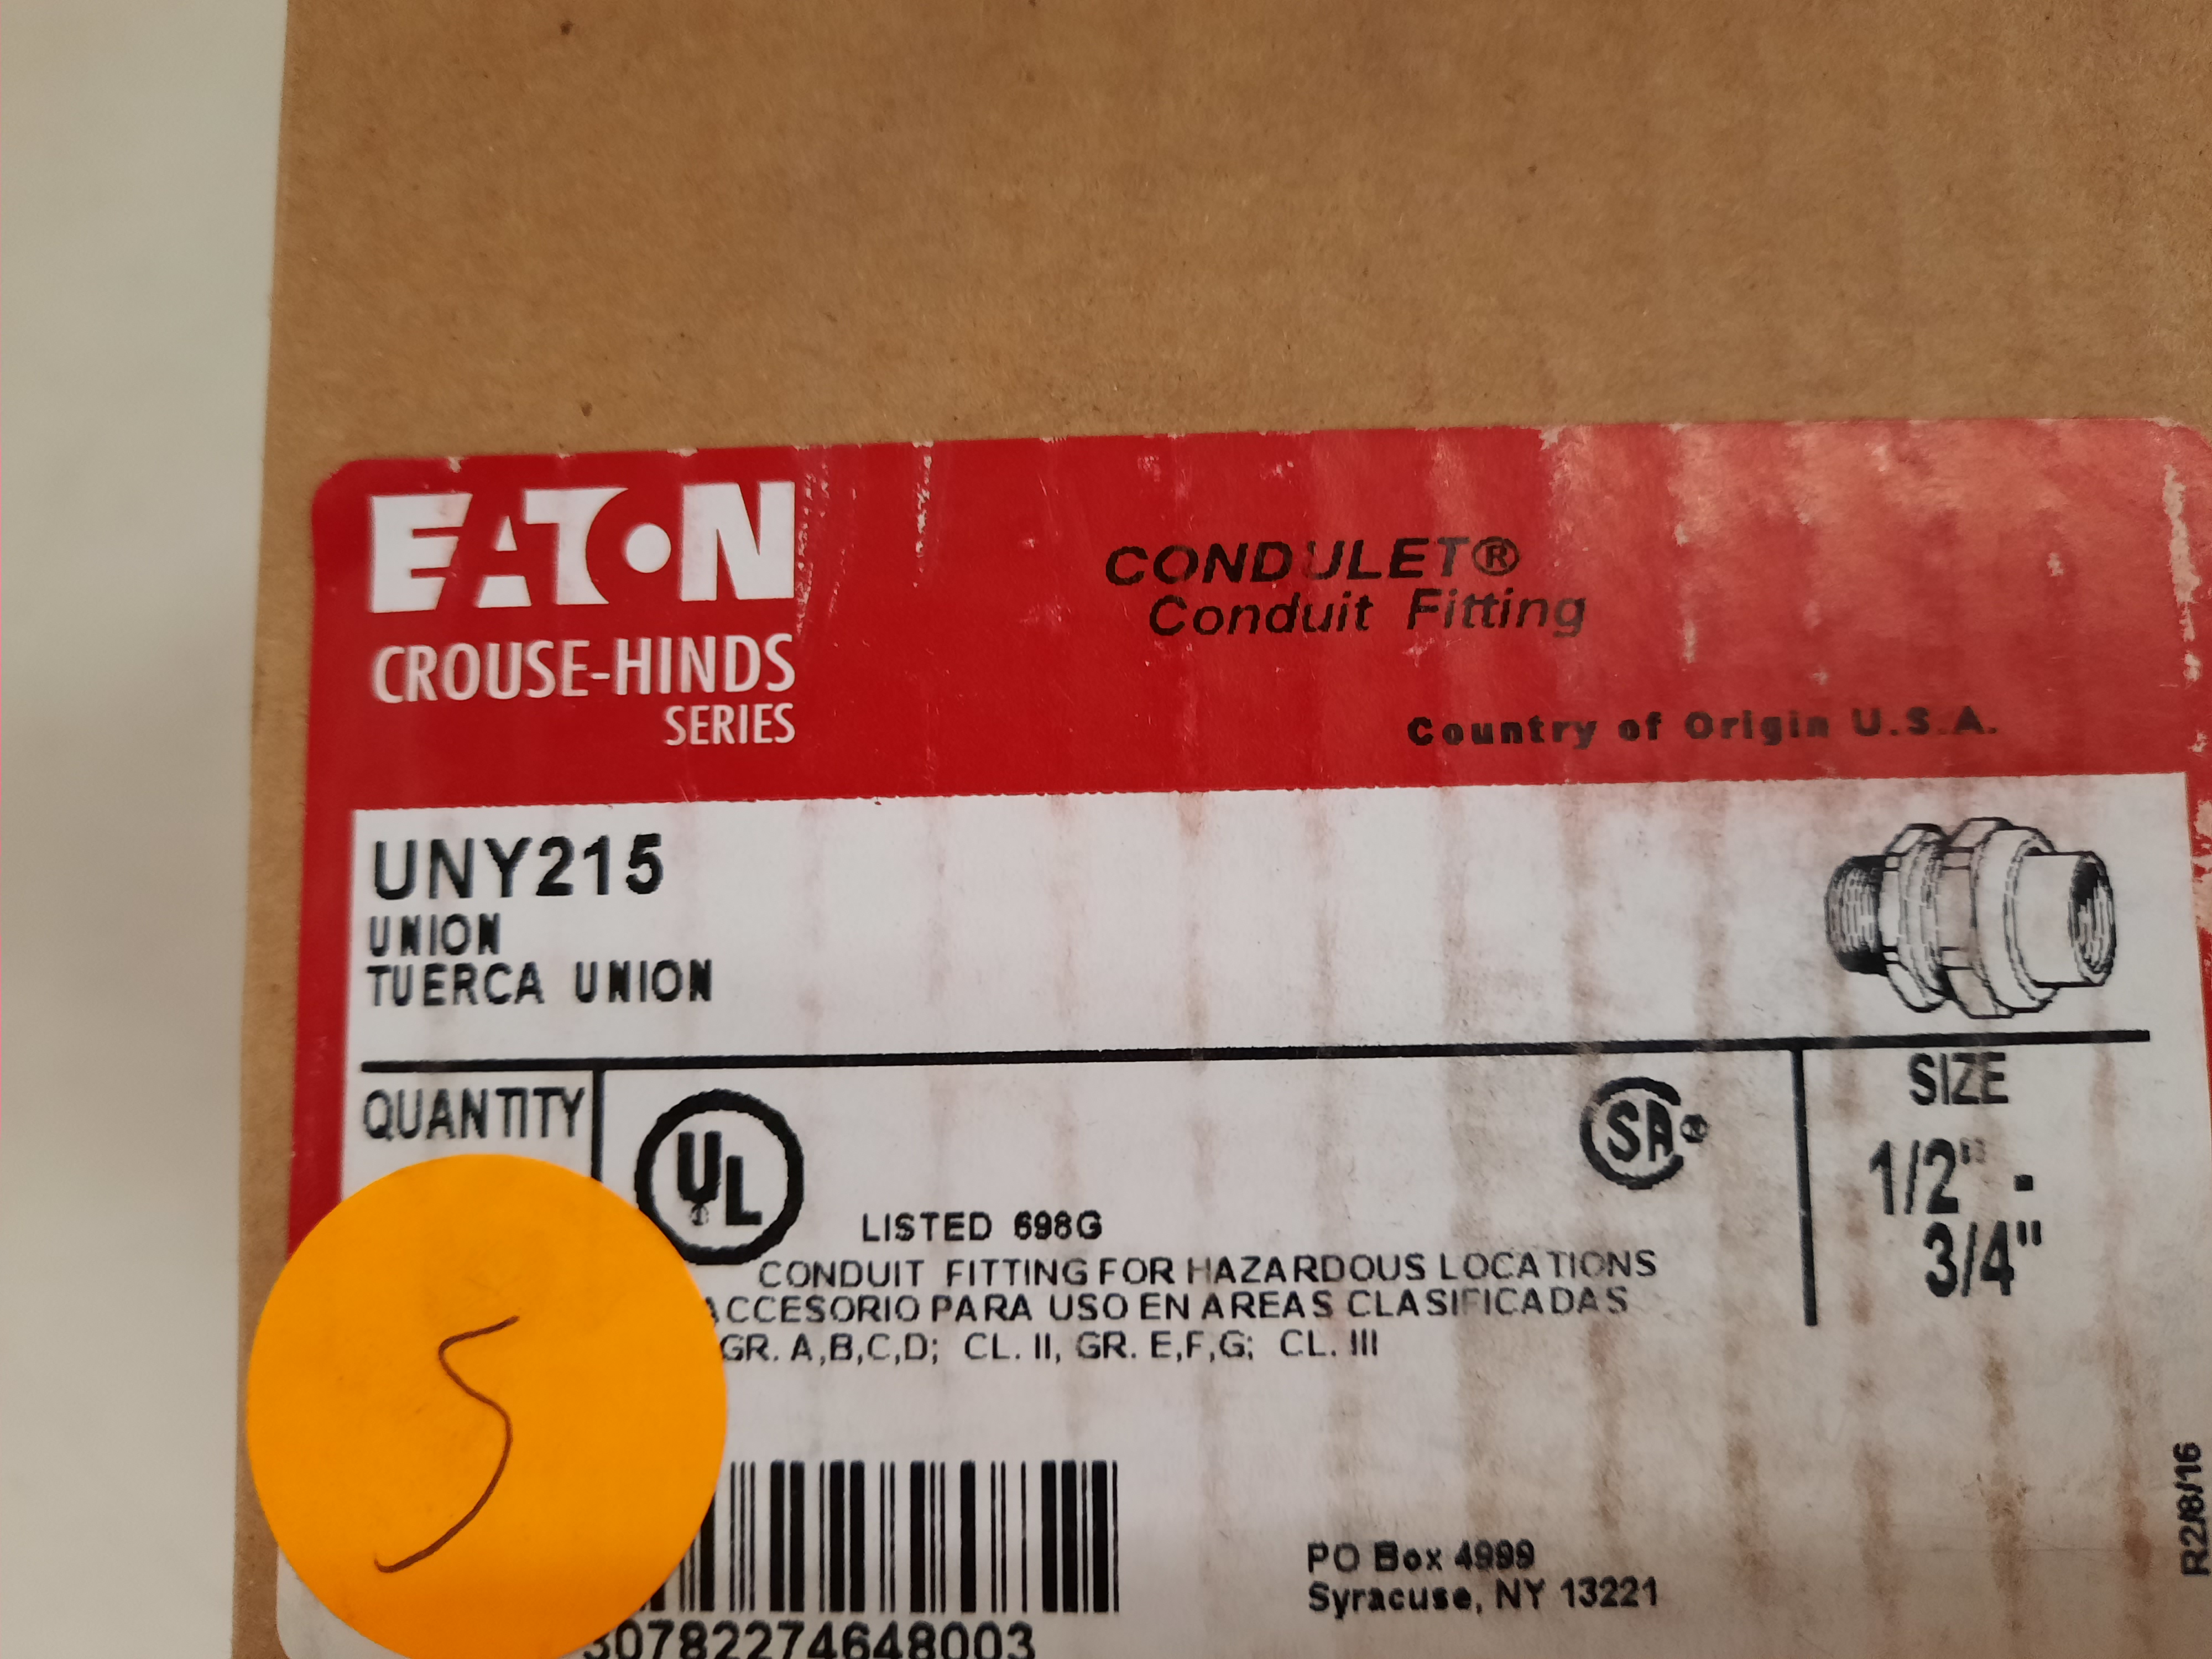 EATON
CROUSE-HINDS
SERIES
CONDULET®
Conduit Fitting
Country of Origin U.S.A.
UNY215
UNION
TUERCA UNION
QUANTITY
UL
LISTED 698G
SA®
SIZE
1/2" -
3/4"
CONDUIT FITTING FOR HAZARDOUS LOCATIONS
ACCESORIO PARA USO EN AREAS CLASIFICADAS
GR. A,B,C,D; CL. II, GR. E,F,G; CL. III
5
30782274648003
PO Box 4999
Syracuse, NY 13221
R2/8/16